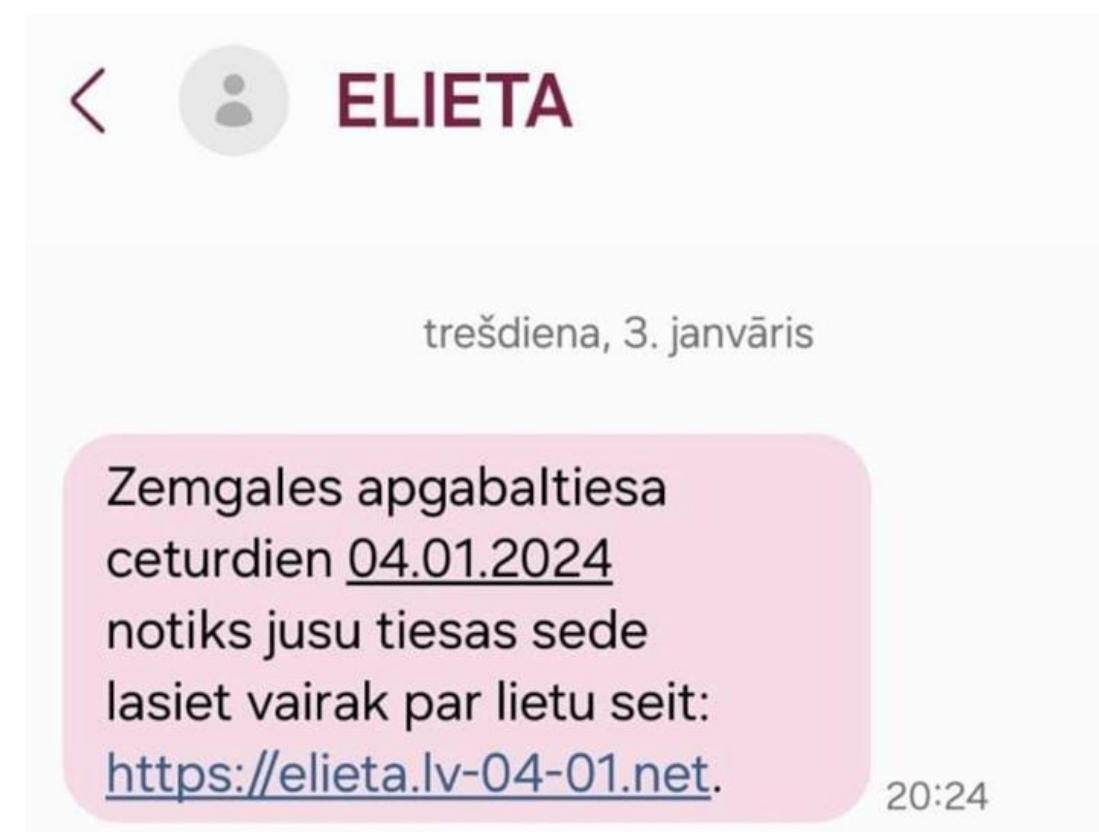 ELIETA
trešdiena, 3. janvāris
Zemgales apgabaltiesa
ceturdien 04.01.2024
notiks jusu tiesas sede
lasiet vairak par lietu seit:
https://elieta.lv-04-01.net.
20:24